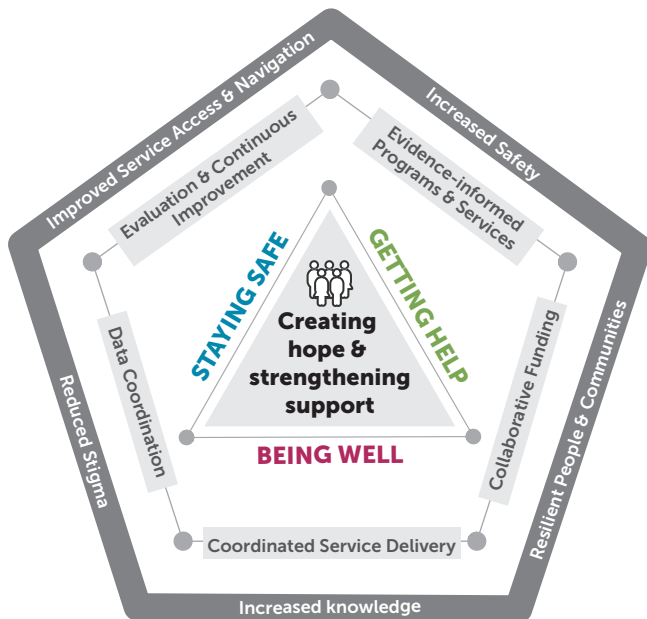 Improved Service Access & Navigation
Increased Safety
Evaluation & Continuous
Improvement
Evidence-informed
Programs & Services
STAYING SAFE
GETTING HELP
Creating
hope &
strengthening
support
BEING WELL
Data Coordination
Collaborative Funding
Reduced Stigma
Resilient People & Communities
Coordinated Service Delivery
Increased knowledge